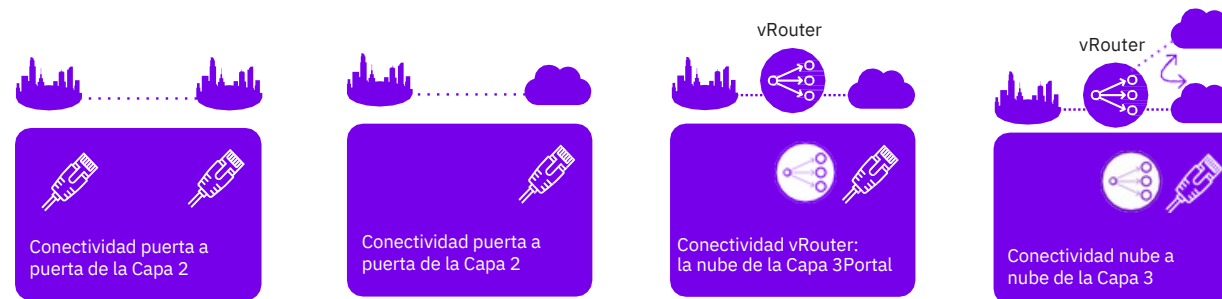 vRouter
vRouter
Conectividad puerta a
puerta de la Capa 2
Conectividad puerta a
puerta de la Capa 2
Conectividad vRouter:
la nube de la Capa 3Portal
Conectividad nube a
nube de la Capa 3